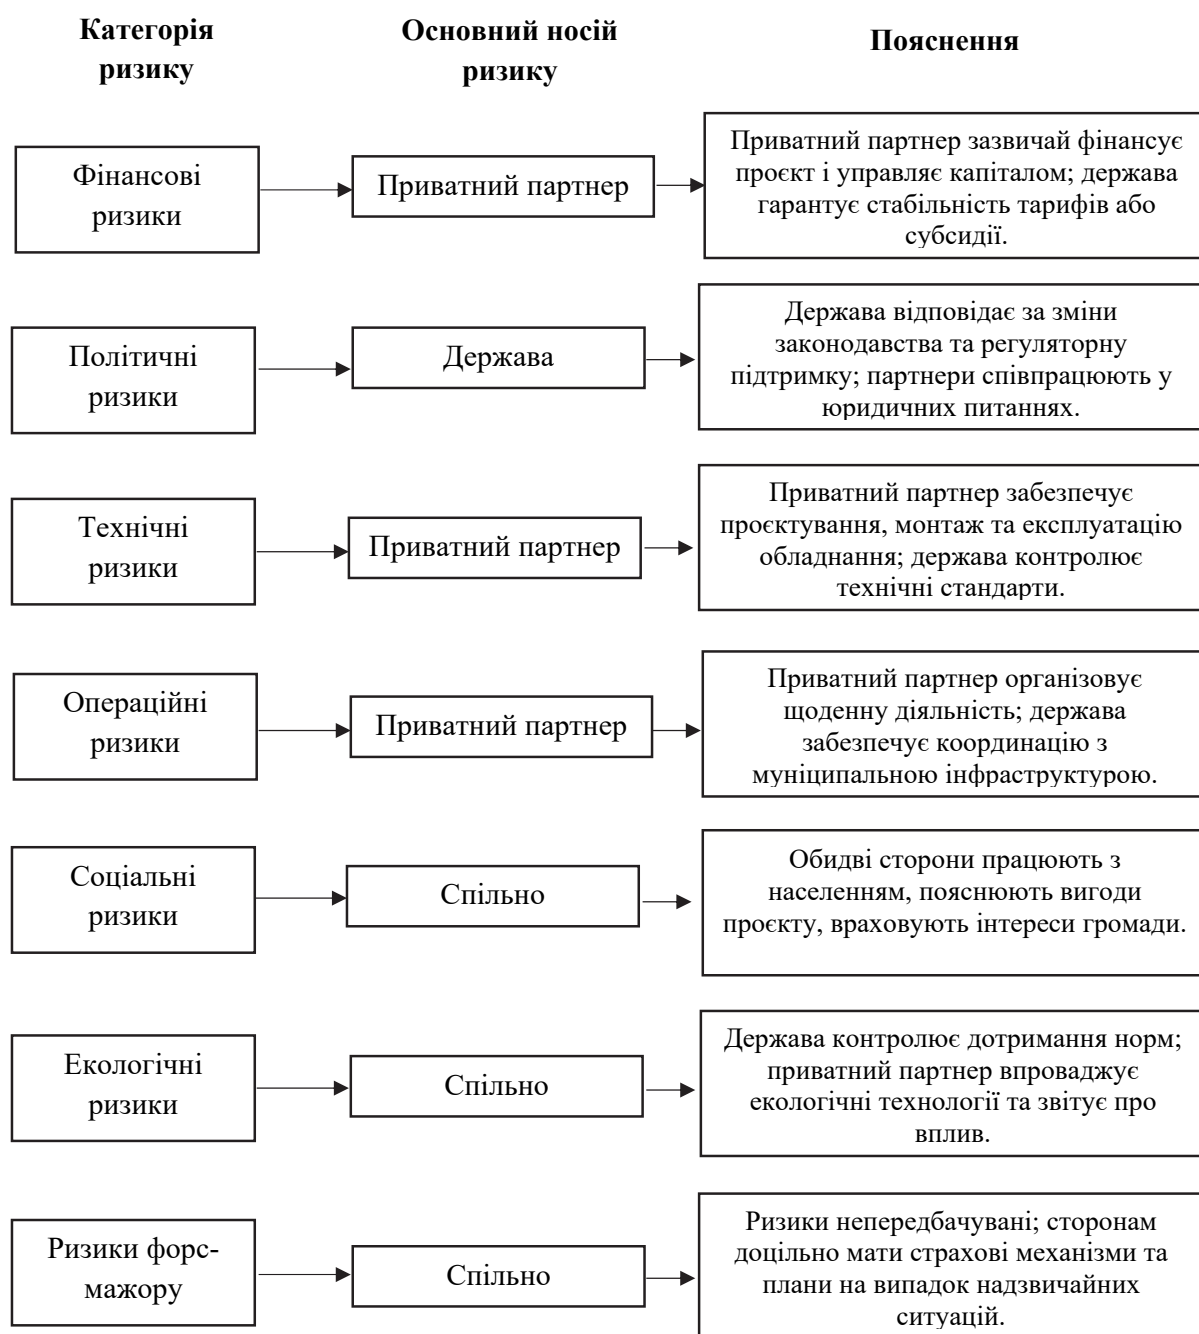 Категорія
ризику
Основний носій
ризику
Пояснення
Фінансові
ризики
Приватний партнер
Приватний партнер зазвичай фінансує
проєкт і управляє капіталом; держава
гарантує стабільність тарифів або
субсидії.
Політичні
ризики
Держава
Держава відповідає за зміни
законодавства та регуляторну
підтримку; партнери співпрацюють у
юридичних питаннях.
Технічні
ризики
Приватний партнер
Приватний партнер забезпечує
проєктування, монтаж та експлуатацію
обладнання; держава контролює
технічні стандарти.
Операційні
ризики
Приватний партнер
Приватний партнер організовує
щоденну діяльність; держава
забезпечує координацію з
муніципальною інфраструктурою.
Соціальні
ризики
Спільно
Обидві сторони працюють з
населенням, пояснюють вигоди
проєкту, враховують інтереси громади.
Екологічні
ризики
Спільно
Держава контролює дотримання норм;
приватний партнер впроваджує
екологічні технології та звітує про
вплив.
Ризики форс-
мажору
Спільно
Ризики непередбачувані; сторонам
доцільно мати страхові механізми та
плани на випадок надзвичайних
ситуацій.